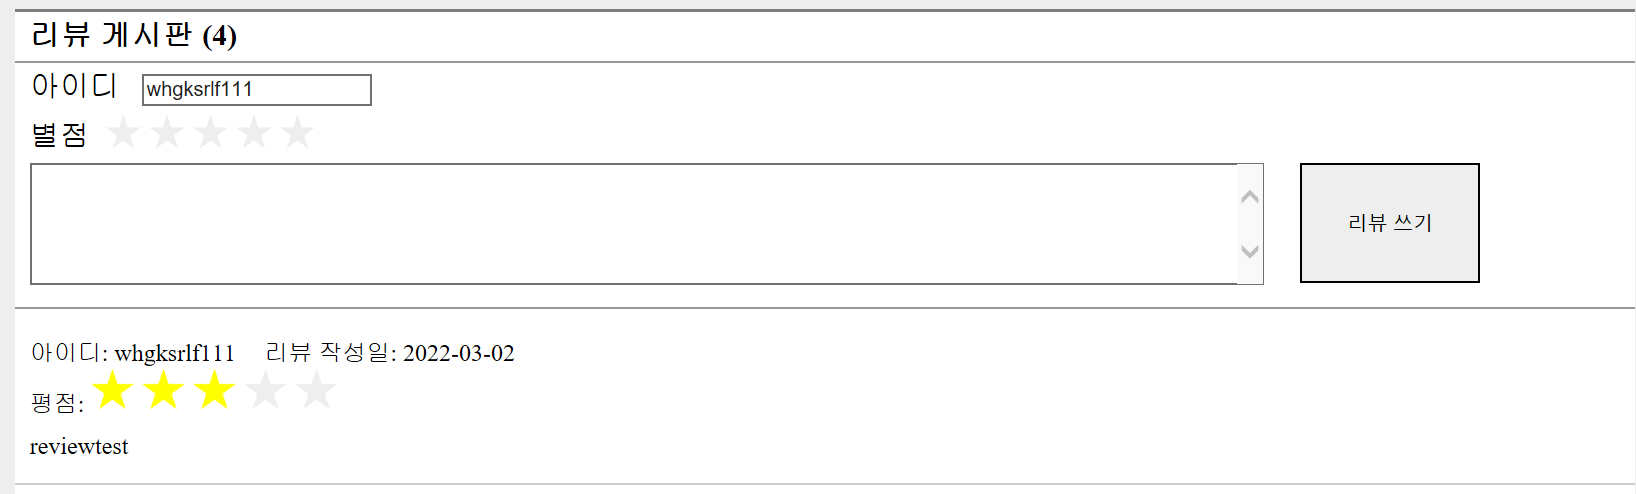 리뷰 게시판 (4)
아이디 whgksrlf111
별점 ★★★★★
리뷰 쓰기
아이디: whgksrlf111 리뷰 작성일: 2022-03-02
평점: ★★★★★
reviewtest